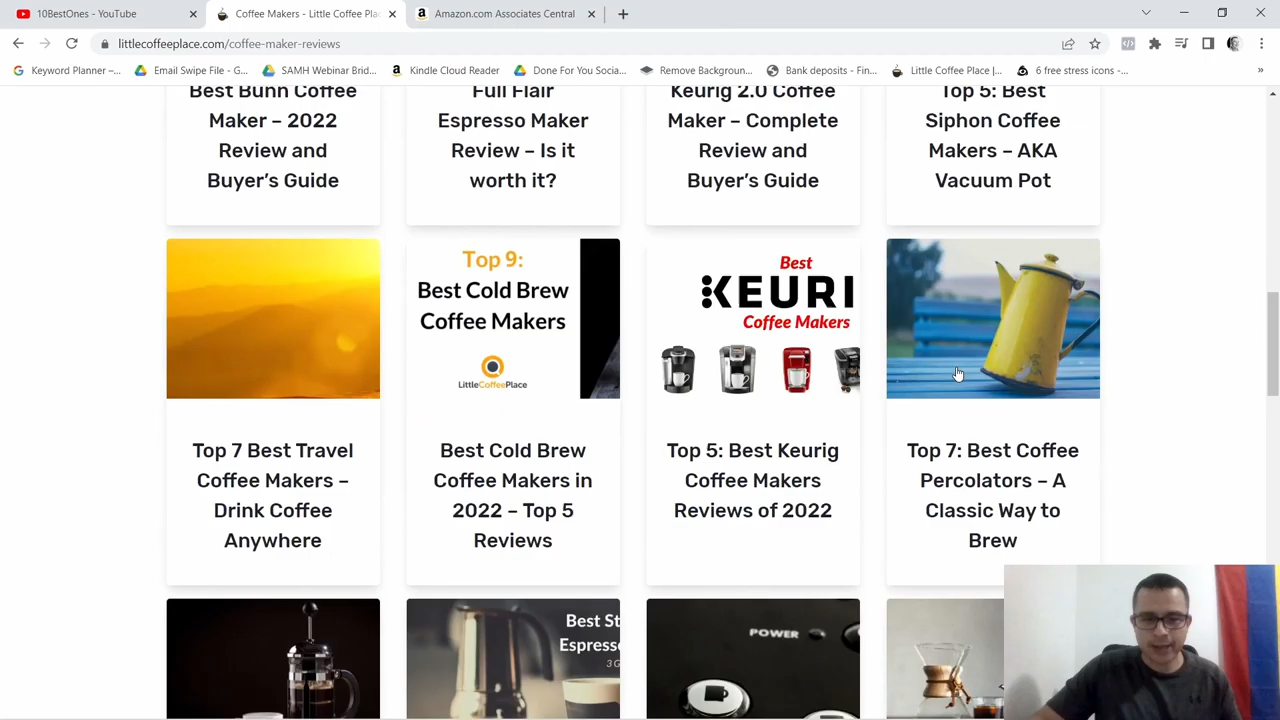 10BestOnes - YouTube
Coffee Makers - Little Coffee Pla
Amazon.com Associates Central
littlecoffeeplace.com/coffee-maker-reviews
Keyword Planner –...
Email Swipe File - G...
SAMH Webinar Brid...
Kindle Cloud Reader
Done For You Socia...
Remove Backgroun...
Bank deposits - Fin...
Little Coffee Place |...
6 free stress icons -...
»
Best Bunn Coffee
Maker – 2022
Review and
Buyer's Guide
Full Flair
Espresso Maker
Review – Is it
worth it?
Keurig 2.0 Coffee
Maker – Complete
Review and
Buyer's Guide
Top 5: Best
Siphon Coffee
Makers – AKA
Vacuum Pot
Top 9:
Best Cold Brew
Coffee Makers
LittleCoffeePlace
Best
KEURI
Coffee Makers
Top 7 Best Travel
Coffee Makers –
Drink Coffee
Anywhere
Best Cold Brew
Coffee Makers in
2022 – Top 5
Reviews
Top 5: Best Keurig
Coffee Makers
Reviews of 2022
Top 7: Best Coffee
Percolators – A
Classic Way to
Brew
Best St
Espresso
POWER